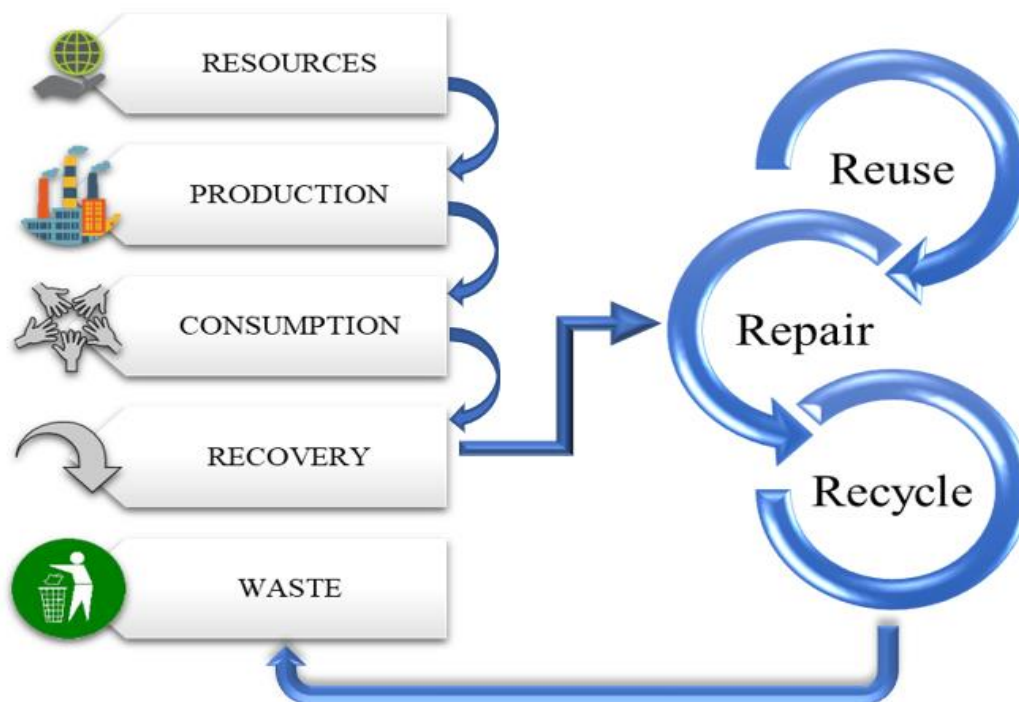 RESOURCES
PRODUCTION
CONSUMPTION
RECOVERY
WASTE
Reuse
Repair
Recycle